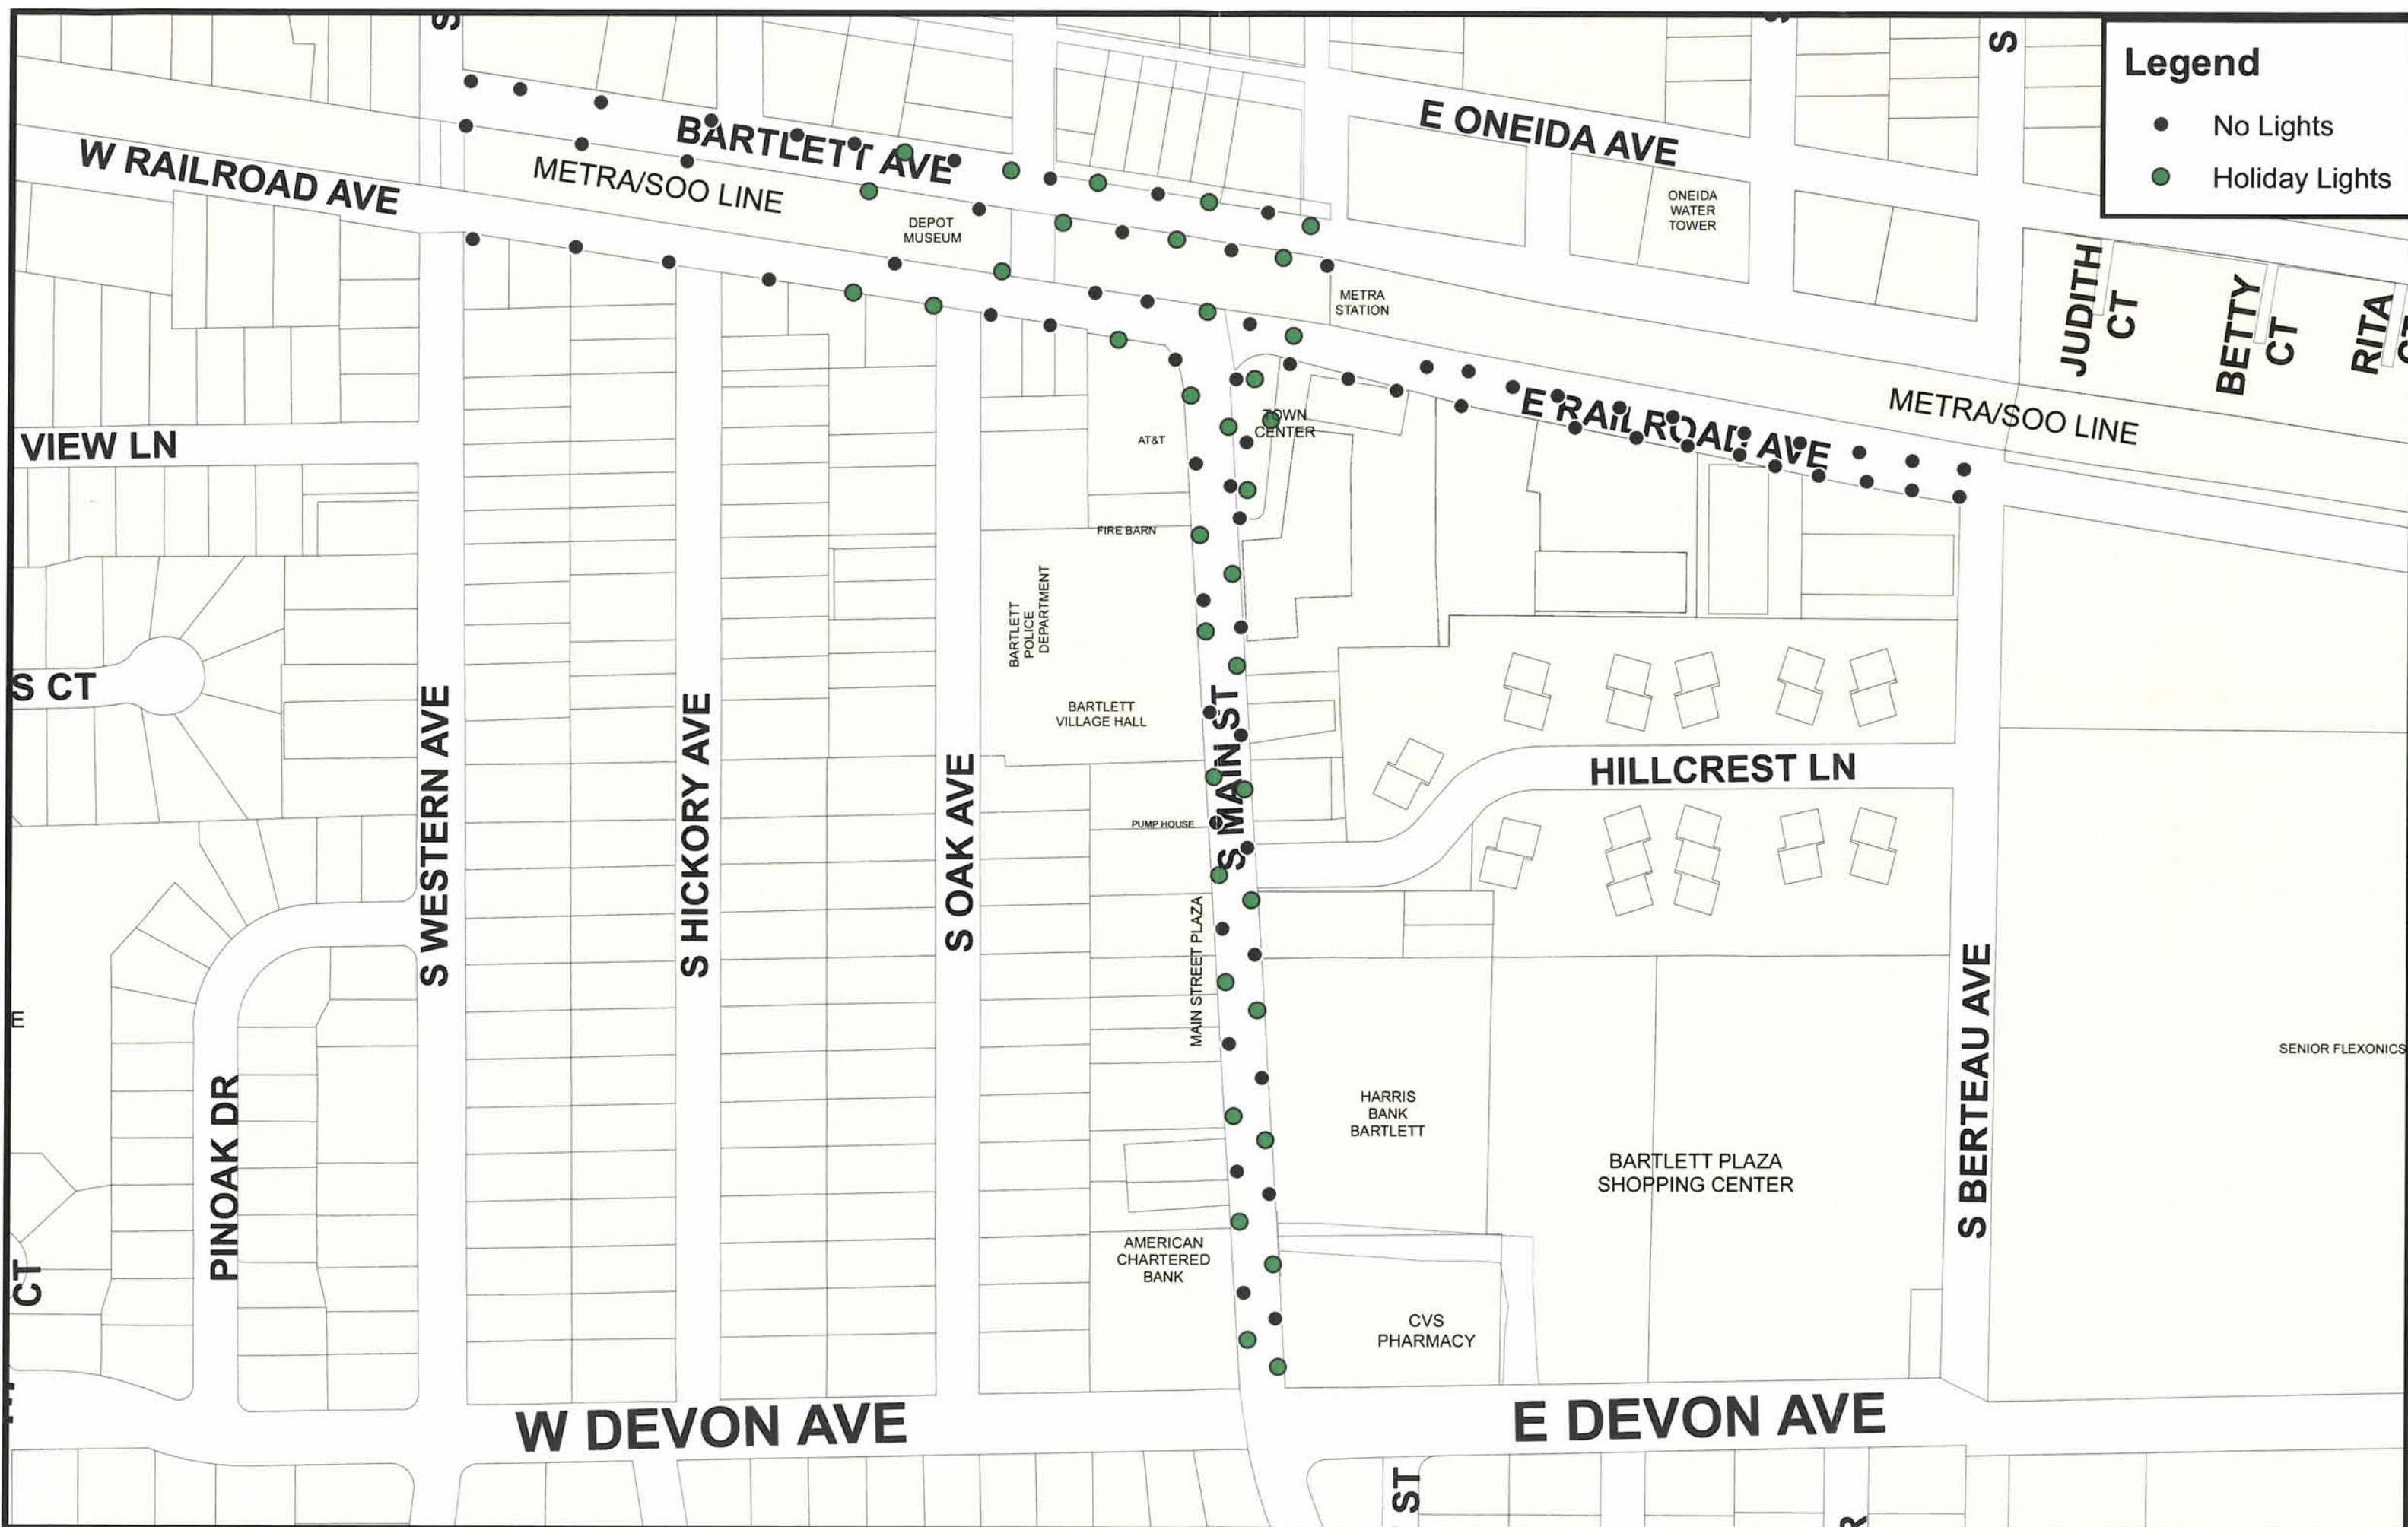 S
S
Legend
No Lights
Holiday Lights
E ONEIDA AVE
BARTLETT AVE
METRA/SOO LINE
W RAILROAD AVE
DEPOT
MUSEUM
ONEIDA
WATER
TOWER
JUDITH
CT
BETTY
CT
RITA
METRA
STATION
E RAILROAD AVE
METRA/SOO LINE
TOWN
CENTER
AT&T
VIEW LN
FIRE BARN
BARTLETT
POLICE
DEPARTMENT
S CT
BARTLETT
VILLAGE HALL
S WESTERN AVE
S HICKORY AVE
S OAK AVE
S MAIN ST
HILLCREST LN
PUMP HOUSE
MAIN STREET PLAZA
E
PINOAK DR
S BERTEAU AVE
SENIOR FLEXONICS
HARRIS
BANK
BARTLETT
BARTLETT PLAZA
SHOPPING CENTER
AMERICAN
CHARTERED
BANK
CT
CVS
PHARMACY
W DEVON AVE
E DEVON AVE
ST